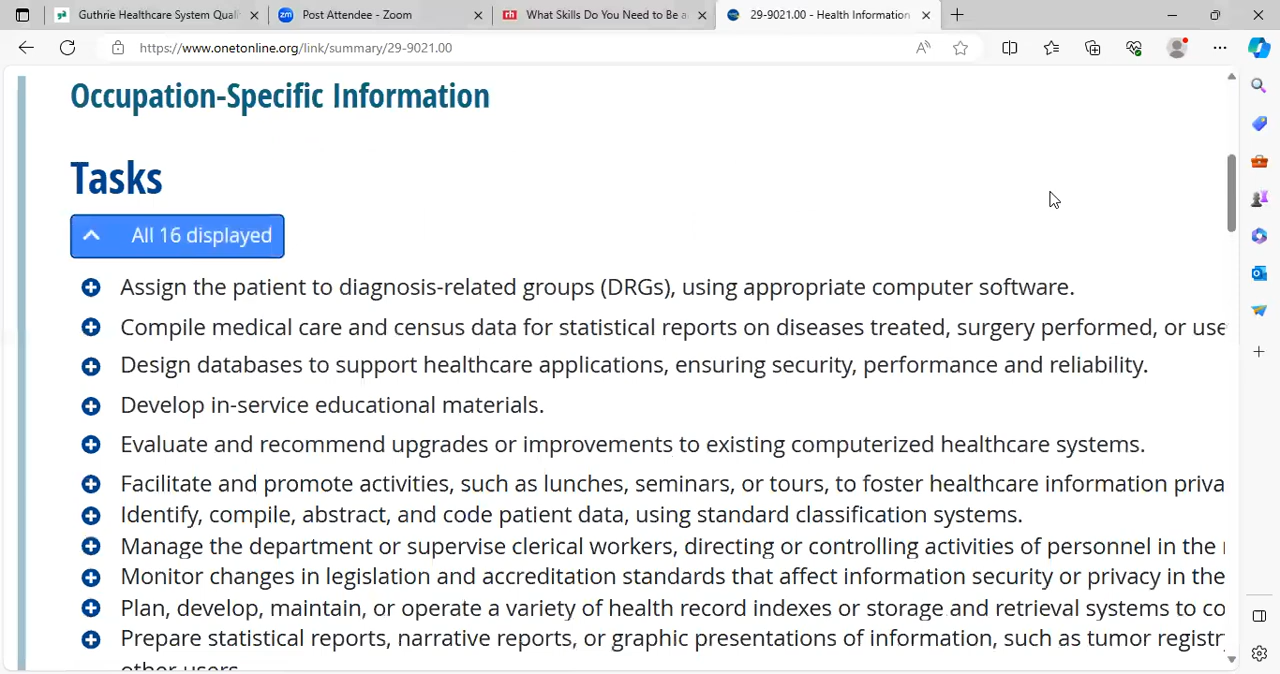 Guthrie Healthcare System Quali
zm Post Attendee - Zoom
rh What Skills Do You Need to Be a
29-9021.00 - Health Information
https://www.onetonline.org/link/summary/29-9021.00
Occupation-Specific Information
Tasks
All 16 displayed
Assign the patient to diagnosis-related groups (DRGs), using appropriate computer software.
Compile medical care and census data for statistical reports on diseases treated, surgery performed, or use
Design databases to support healthcare applications, ensuring security, performance and reliability.
Develop in-service educational materials.
Evaluate and recommend upgrades or improvements to existing computerized healthcare systems.
Facilitate and promote activities, such as lunches, seminars, or tours, to foster healthcare information priva
Identify, compile, abstract, and code patient data, using standard classification systems.
Manage the department or supervise clerical workers, directing or controlling activities of personnel in the
Monitor changes in legislation and accreditation standards that affect information security or privacy in the
Plan, develop, maintain, or operate a variety of health record indexes or storage and retrieval systems to co
Prepare statistical reports, narrative reports, or graphic presentations of information, such as tumor registr
other users.